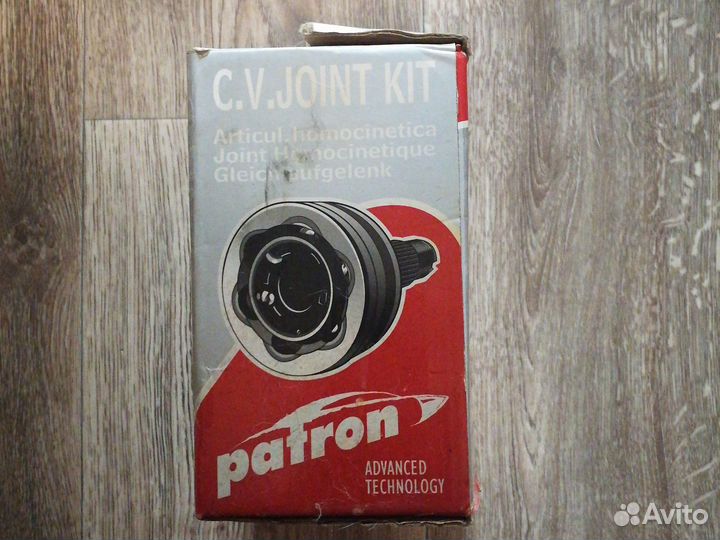 C.V.JOINT KIT
Articul.homocinetica
Joint Homocinetique
Gleichlaufgelenk
patron
ADVANCED
TECHNOLOGY
Avito